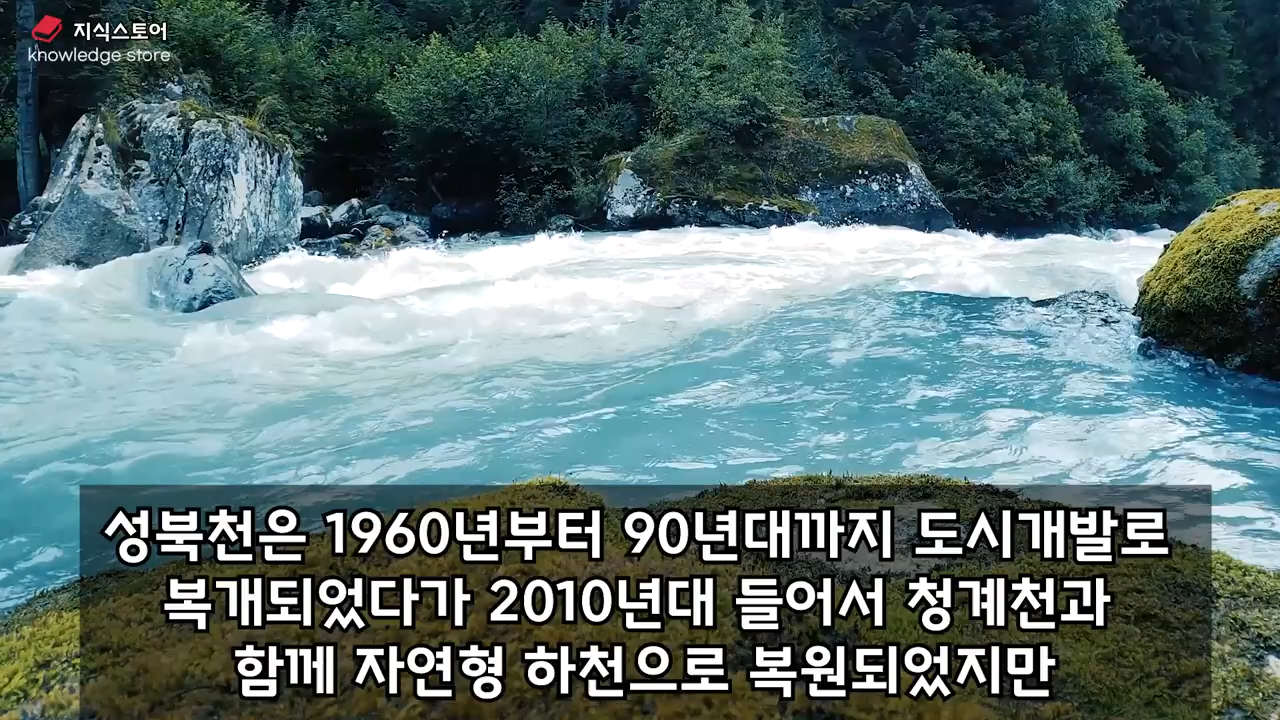 지식스토어
knowledge store
성북천은 1960년부터 90년대까지 도시개발로
복개되었다가 2010년대 들어서 청계천과
함께 자연형 하천으로 복원되었지만